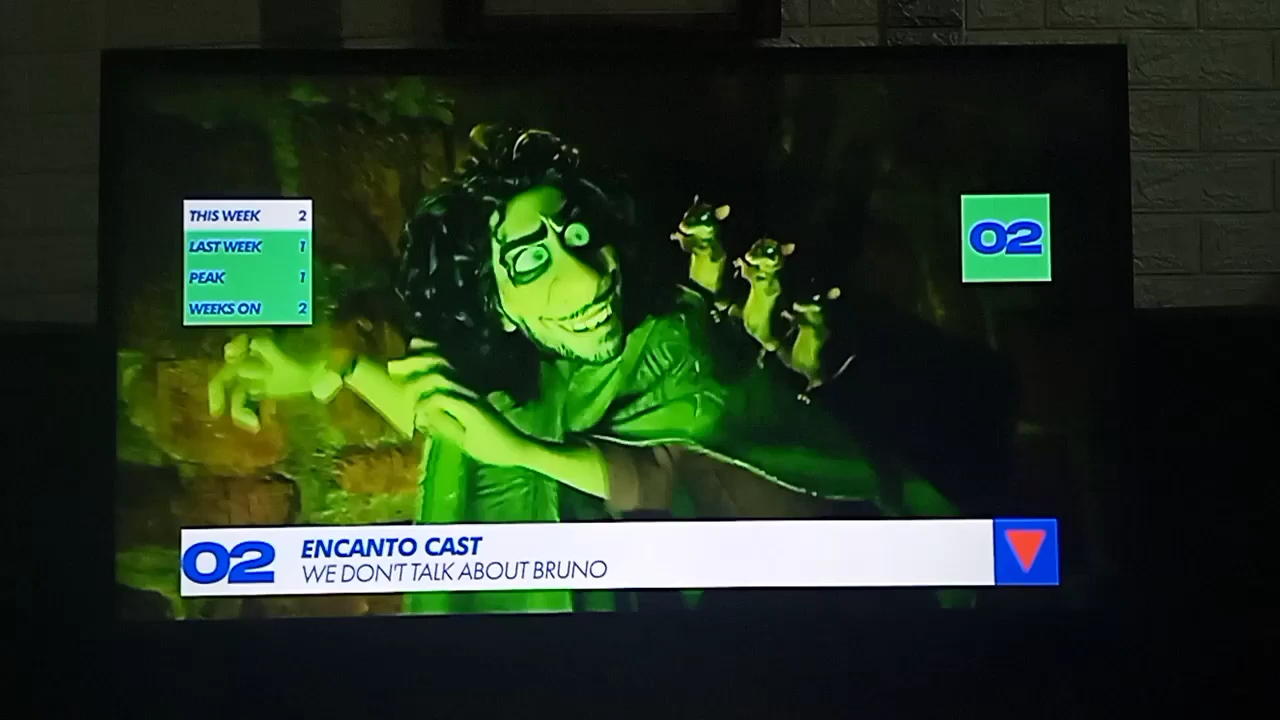 THIS WEEK 2
LAST WEEK 1
PEAK 1
WEEKS ON 2
02
02
ENCANTO CAST
WE DON'T TALK ABOUT BRUNO